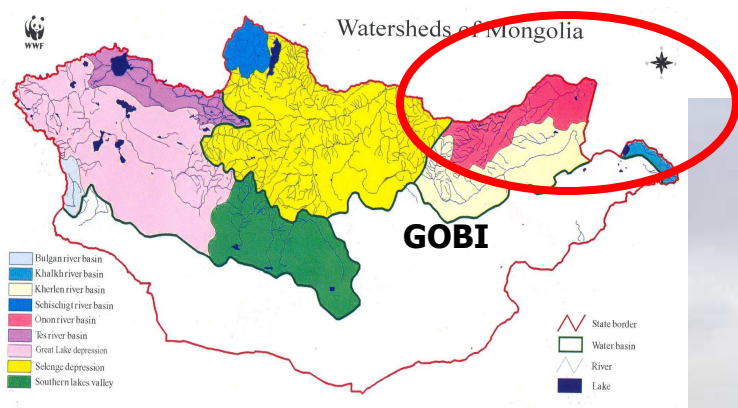 WWF
Watersheds of Mongolia
GOBI
Bulgan river basin
Khalkh river basin
Kherlen river basin
Schischigt river basin
Onon river basin
Tes river basin
Great Lake depression
Selenge depression
Southern lakes valley
State border
Water basin
River
Lake